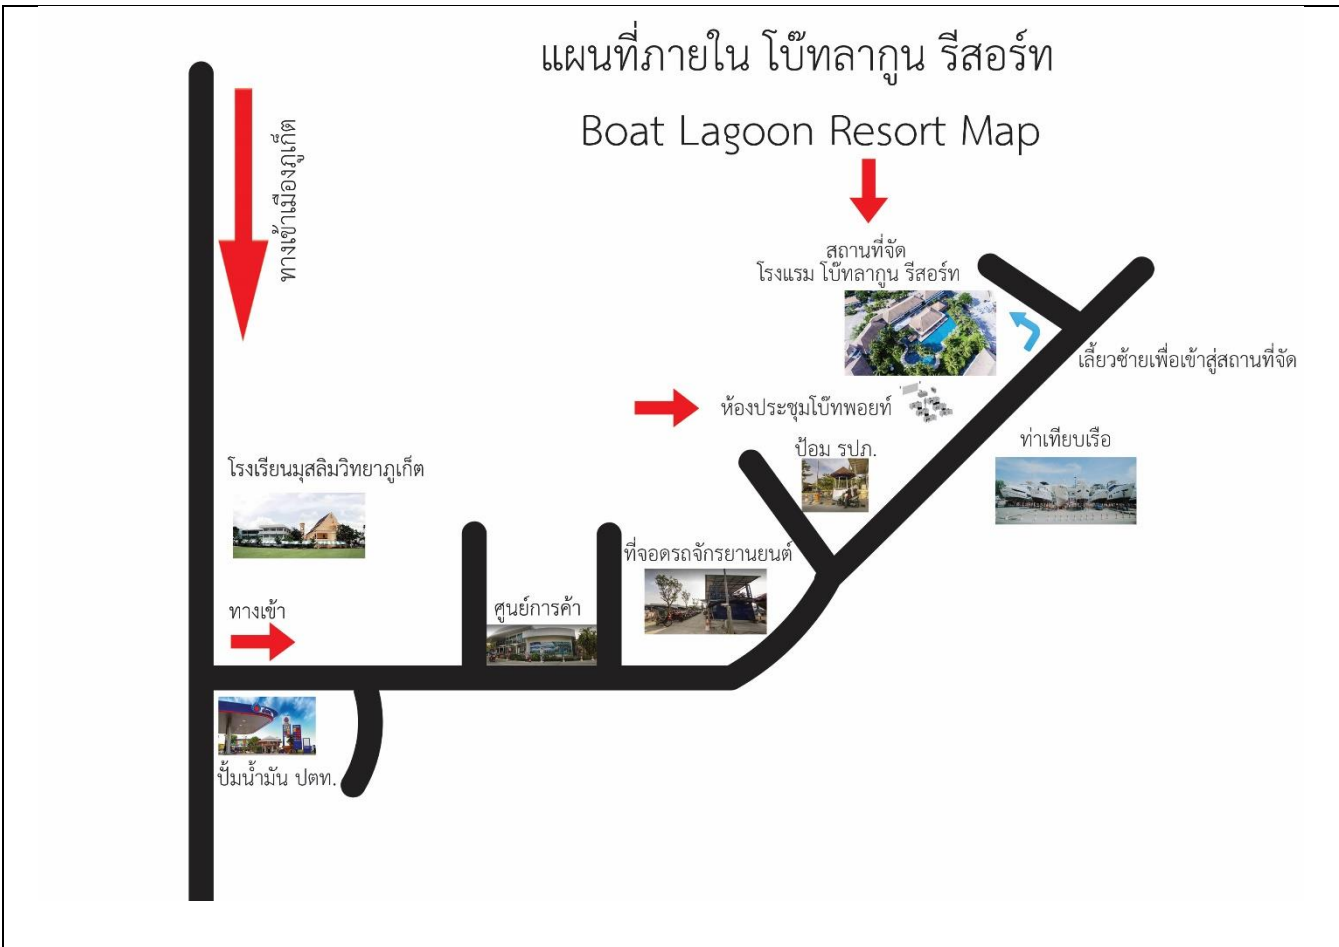 แผนที่ภายใน โบ๊ทลากูน รีสอร์ท
Boat Lagoon Resort Map
ทางเข้าเมืองภูเก็ต
สถานที่จัด
โรงแรม โบ๊ทลากูน รีสอร์ท
เลี้ยวซ้ายเพื่อเข้าสู่สถานที่จัด
ห้องประชุมโบ๊ทพอยท์
ป้อม รปภ.
ท่าเทียบเรือ
โรงเรียนมุสลิมวิทยาภูเก็ต
ที่จอดรถจักรยานยนต์
ทางเข้า
ศูนย์การค้า
ปั้มน้ำมัน ปตท.